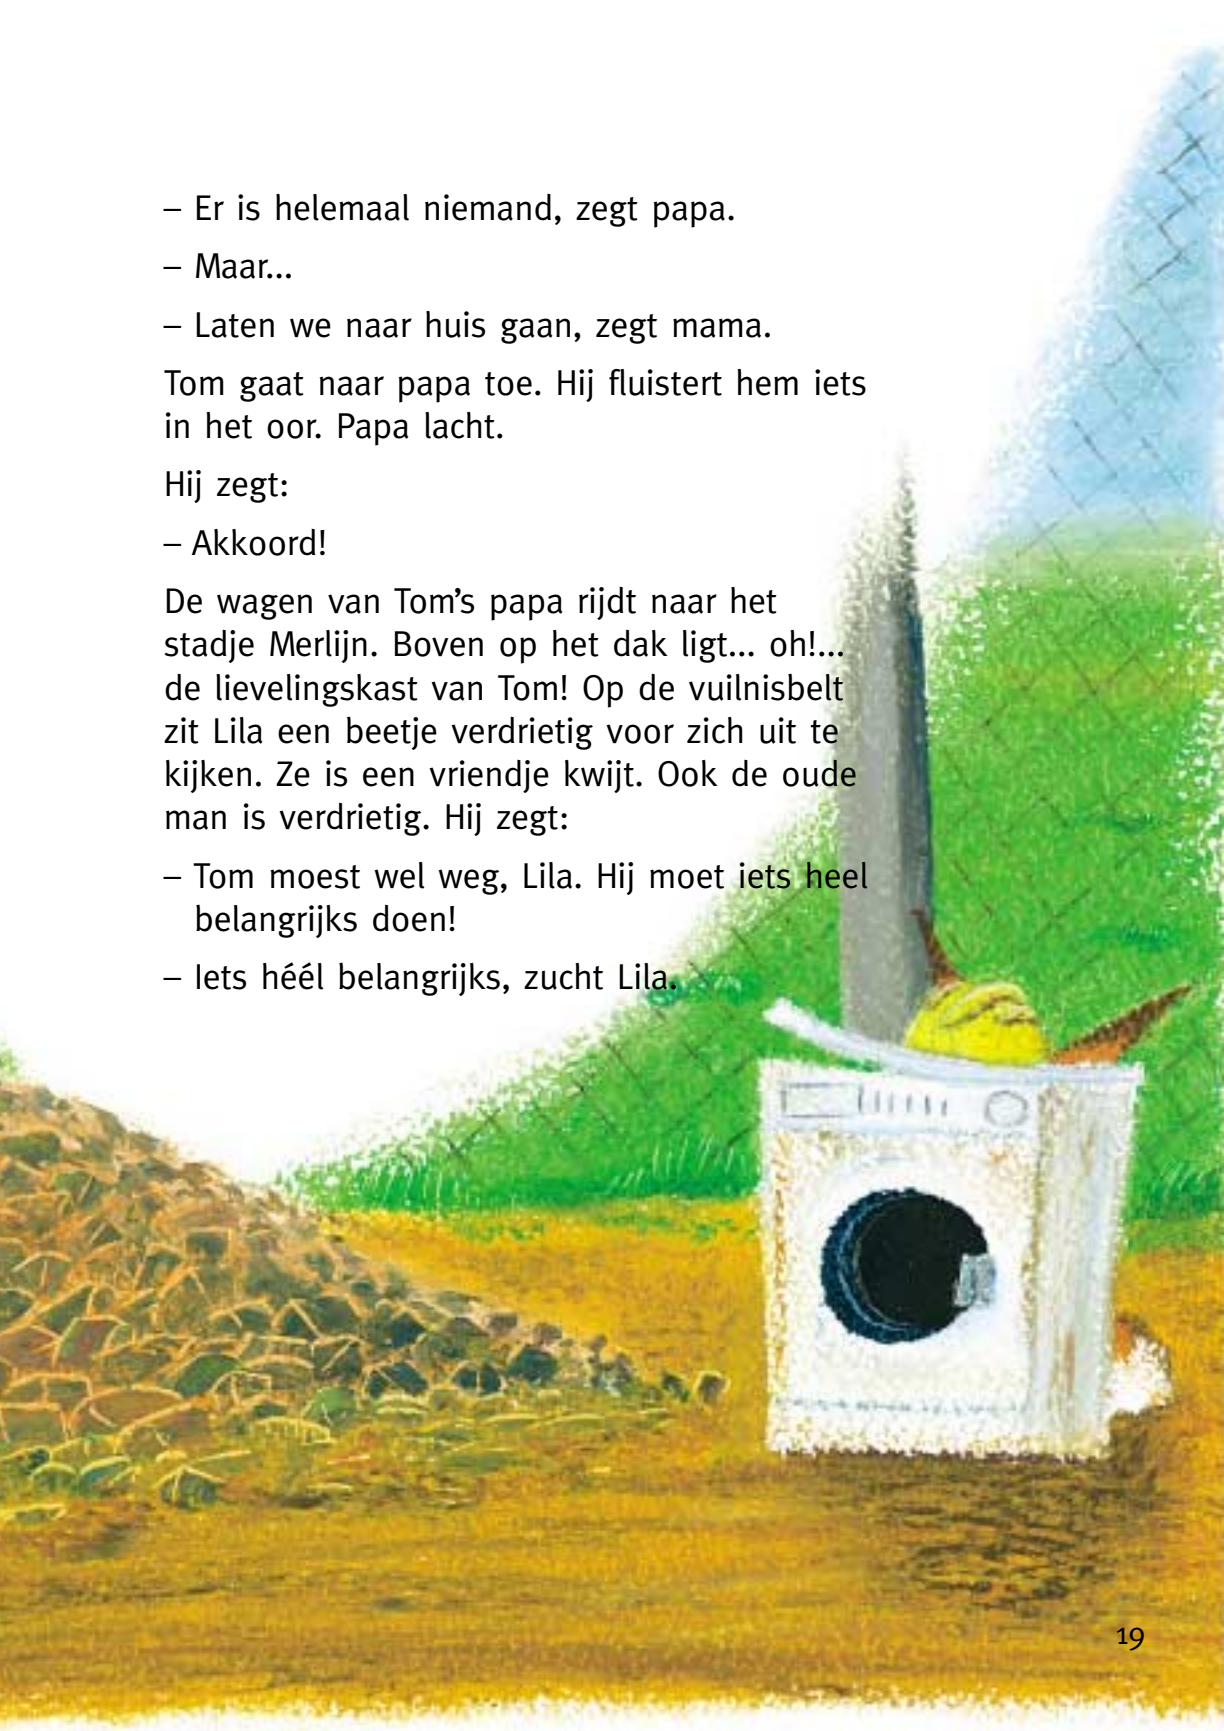 – Er is helemaal niemand, zegt papa.
– Maar...
– Laten we naar huis gaan, zegt mama.
Tom gaat naar papa toe. Hij fluistert hem iets
in het oor. Papa lacht.
Hij zegt:
– Akkoord!
De wagen van Tom’s papa rijdt naar het
stadje Merlijn. Boven op het dak ligt... oh!...
de lievelingskast van Tom! Op de vuilnisbelt
zit Lila een beetje verdrietig voor zich uit te
kijken. Ze is een vriendje kwijt. Ook de oude
man is verdrietig. Hij zegt:
– Tom moest wel weg, Lila. Hij moet iets heel
belangrijks doen!
– Iets héél belangrijks, zucht Lila.
19